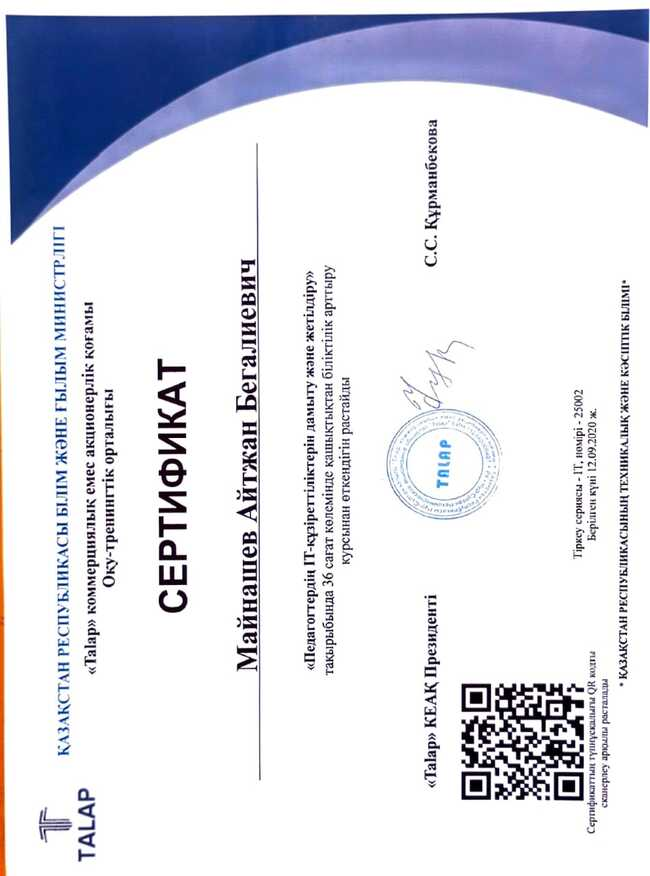 TALAP
ҚАЗАҚСТАН РЕСПУБЛИКАСЫ БІЛІМ ЖӘНЕ ҒЫЛЫМ МИНИСТРЛІГІ
«Talap» коммерциялық емес акционерлік қоғамы
Оқу-тренингтік орталығы
СЕРТИФИКАТ
Майнашев Айтжан Бегалиевич
«Педагогтердің IT-құзіреттіліктерін дамыту және жетілдіру»
тақырыбында 36 сағат көлемінде қашықтықтан біліктілік арттыру
курсынан өткендігін растайды
«Talap» КЕАҚ Президенті
TALAP
С.С. Құрманбекова
Тіркеу сериясы - IT, номірі - 25002
Берілген күні 12.09.2020 ж.
Сертификаттың түпнұсқалығы QR кодты
сканерлеу арқылы расталады
* ҚАЗАҚСТАН РЕСПУБЛИКАСЫНЫҢ ТЕХНИКАЛЫҚ ЖӘНЕ КӘСІПТІК БІЛІМІ*